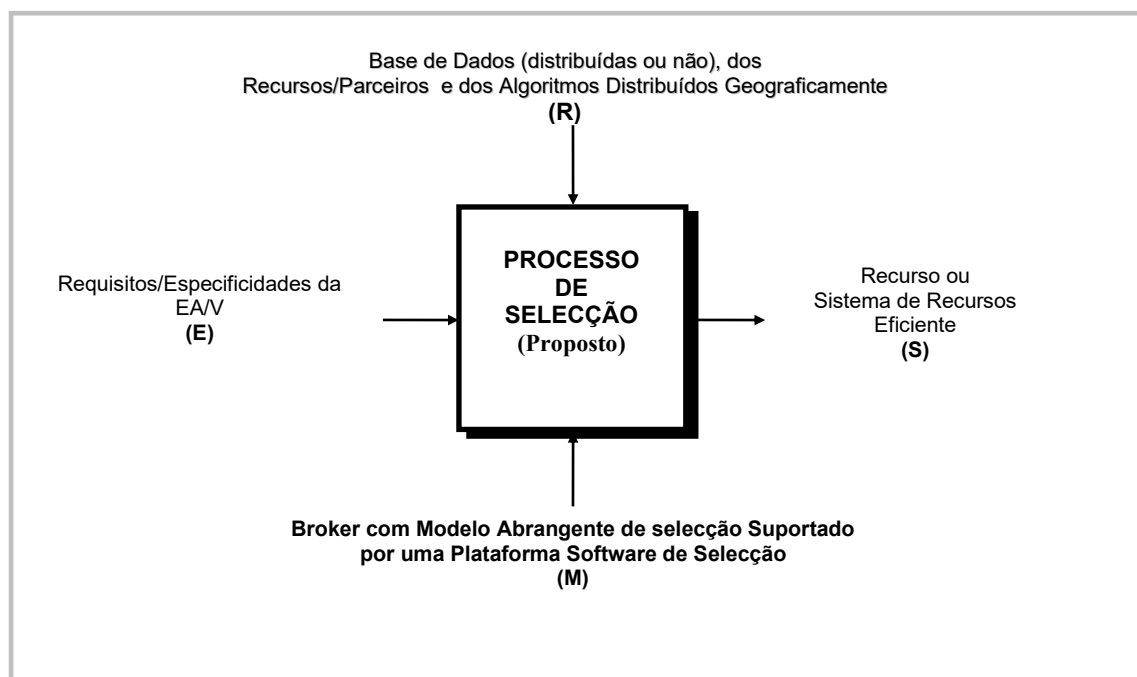 Base de Dados (distribuídas ou não), dos
Recursos/Parceiros e dos Algoritmos Distribuídos Geograficamente
(R)
PROCESSO
DE
SELECÇÃO
(Proposto)
Requisitos/Especificidades da
EA/V
(E)
Recurso ou
Sistema de Recursos
Eficiente
(S)
Broker com Modelo Abrangente de selecção Suportado
por uma Plataforma Software de Selecção
(M)